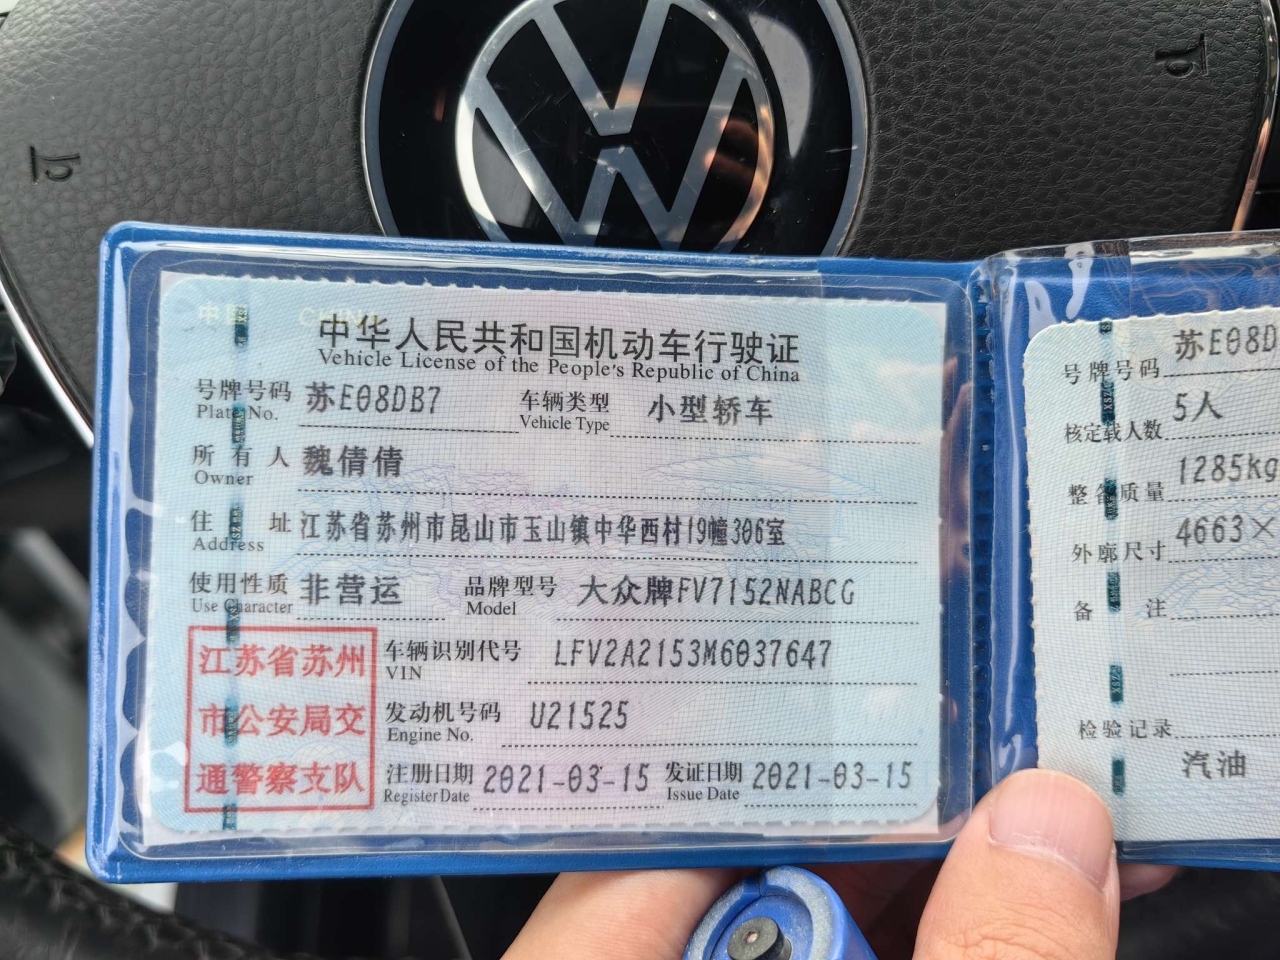 中国 CHINA
中华人民共和国机动车行驶证
Vehicle License of the People's Republic of China
号牌号码 苏E08DB7 车辆类型 小型轿车
Plate No. Vehicle Type
所有人 魏倩倩
Owner
住址 江苏省苏州市昆山市玉山镇中华西村19幢306室
Address
使用性质 非营运 品牌型号 大众牌FV7152NABCG
Use Character Model
江苏省苏州
市公安局交
通警察支队
车辆识别代号 LFV2A2153M6037647
VIN
发动机号码 U21525
Engine No.
注册日期 2021-03-15 发证日期 2021-03-15
Register Date Issue Date
号牌号码 苏E08D
核定载人数 5人
整备质量 1285kg
外廓尺寸 4663×
备注
检验记录
汽油